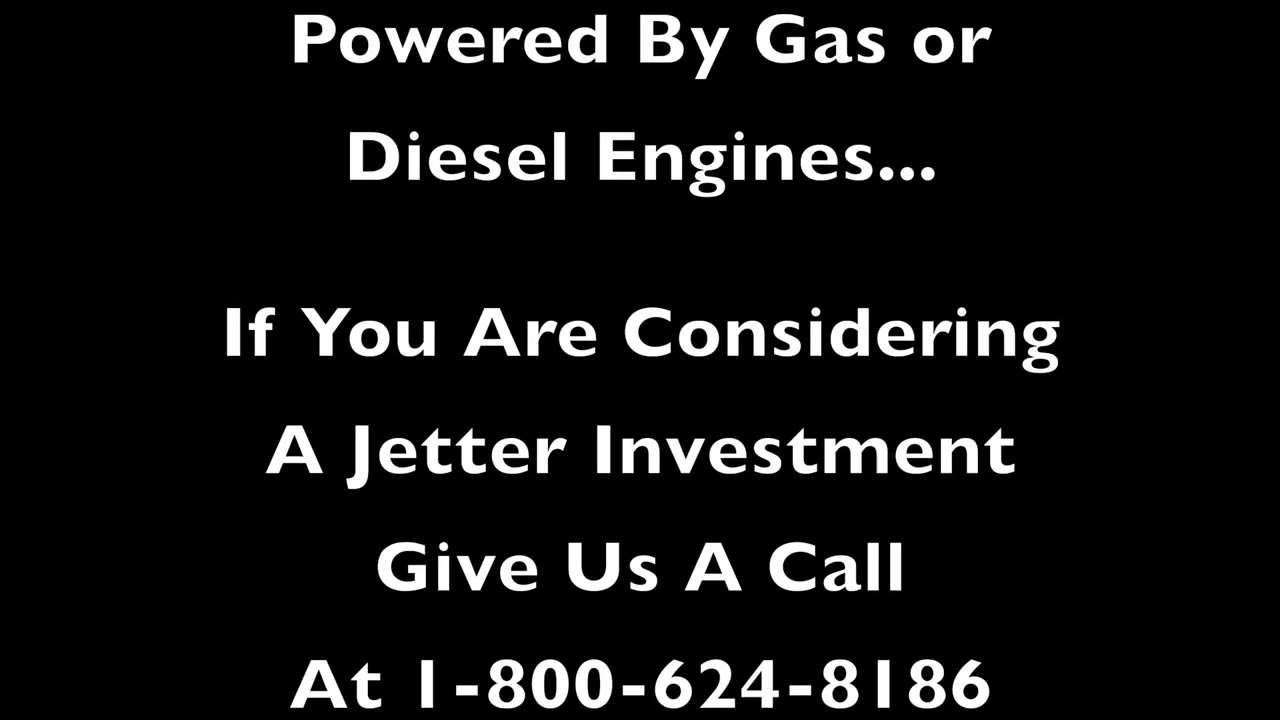 Powered By Gas or
Diesel Engines...
If You Are Considering
A Jetter Investment
Give Us A Call
At 1-800-624-8186